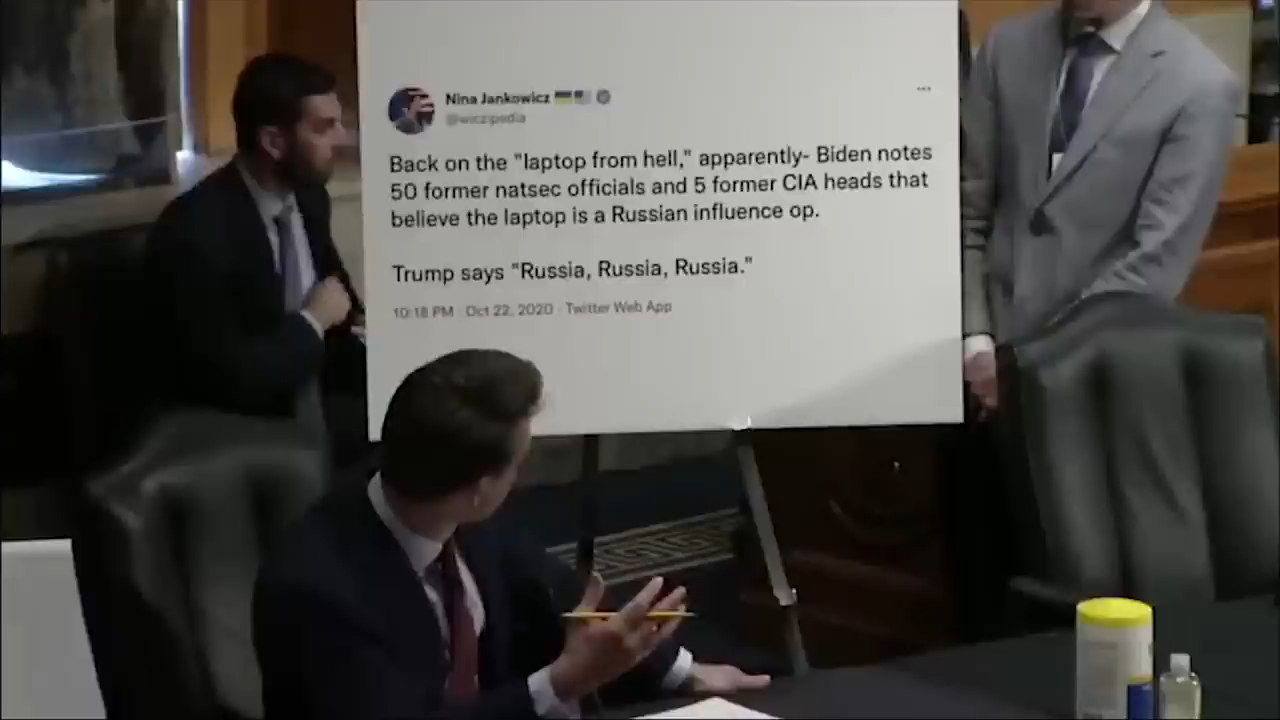 Nina Jankowicz
@wiczipedia
Back on the "laptop from hell," apparently- Biden notes
50 former natsec officials and 5 former CIA heads that
believe the laptop is a Russian influence op.
Trump says "Russia, Russia, Russia."
10:18 PM · Oct 22, 2020 · Twitter Web App